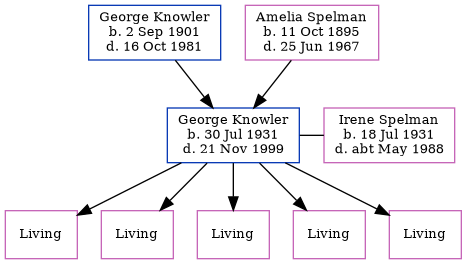 George Knowler
b. 2 Sep 1901
d. 16 Oct 1981
Amelia Spelman
b. 11 Oct 1895
d. 25 Jun 1967
George Knowler
b. 30 Jul 1931
d. 21 Nov 1999
Irene Spelman
b. 18 Jul 1931
d. abt May 1988
Living
Living
Living
Living
Living